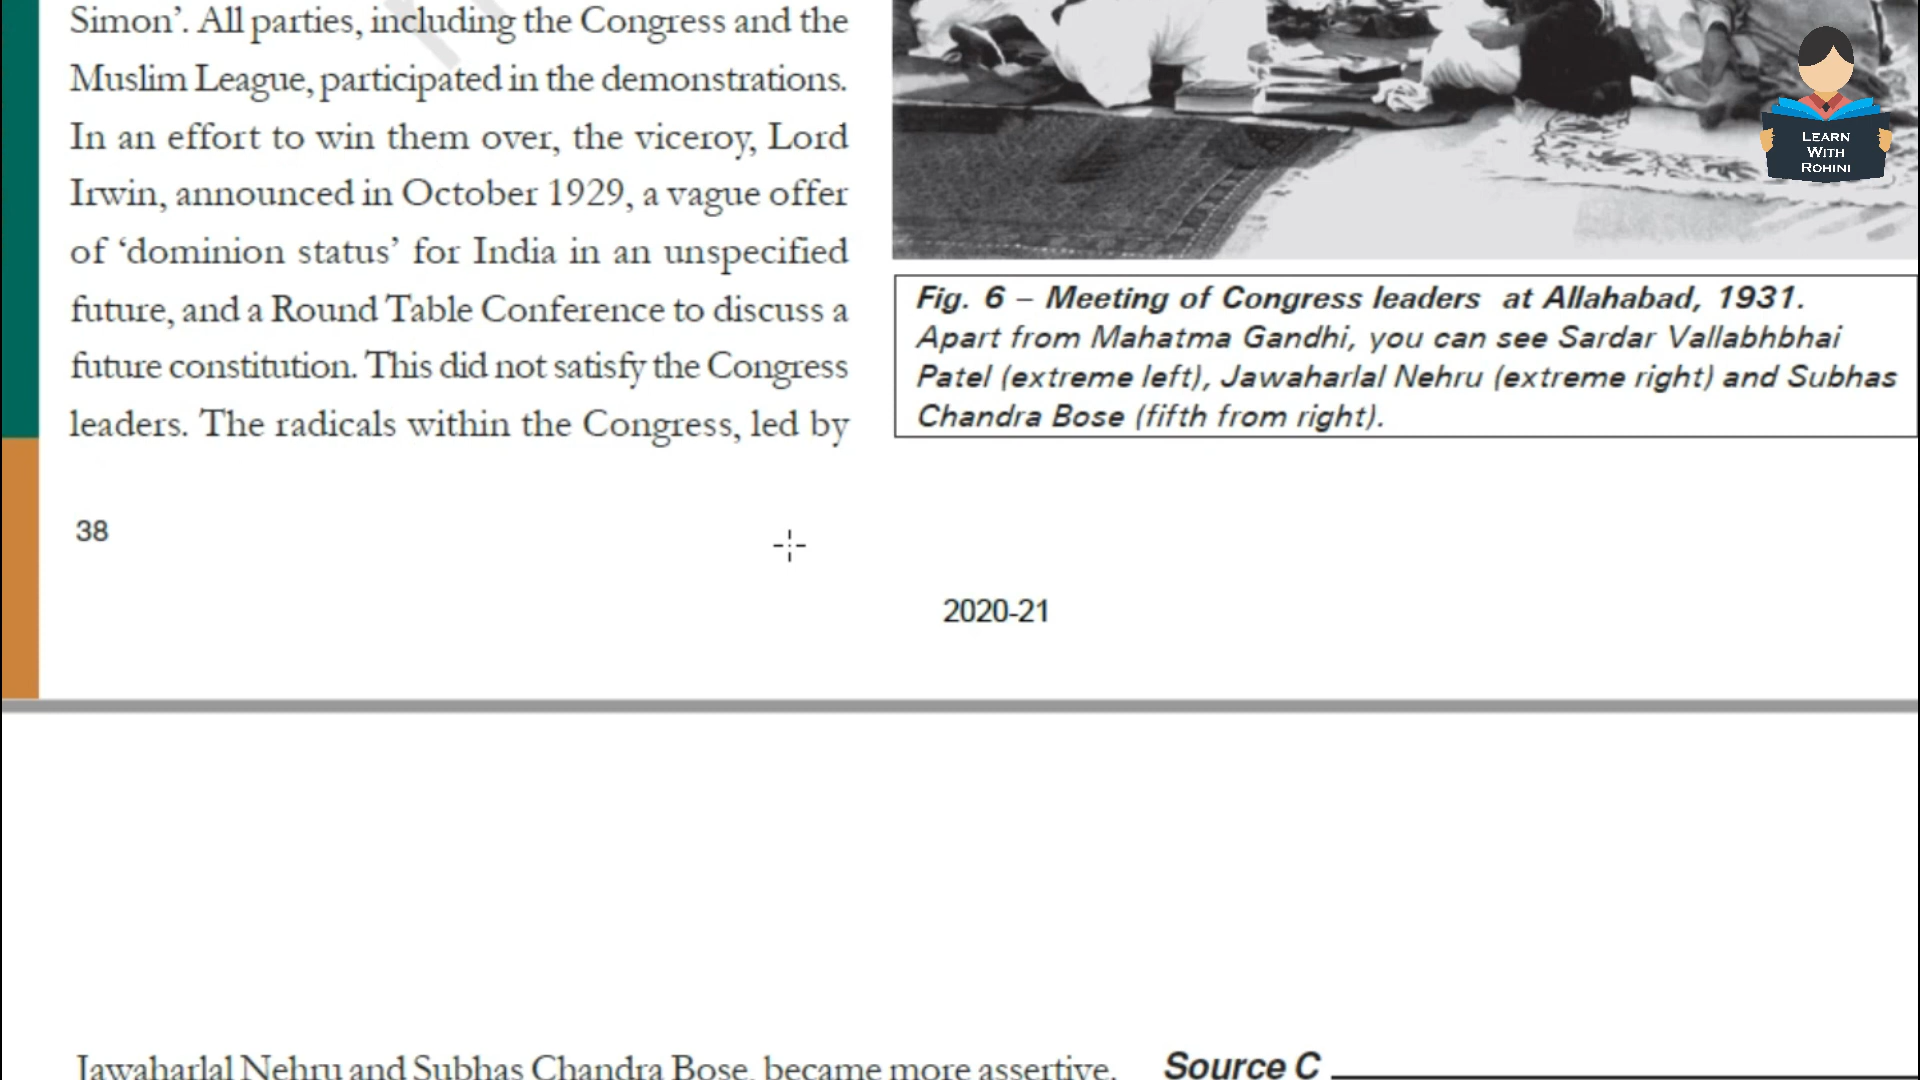 Simon’. All parties, including the Congress and the
Muslim League, participated in the demonstrations.
In an effort to win them over, the viceroy, Lord
Irwin, announced in October 1929, a vague offer
of ‘dominion status’ for India in an unspecified
future, and a Round Table Conference to discuss a
future constitution. This did not satisfy the Congress
leaders. The radicals within the Congress, led by
LEARN
WITH
ROHINI
Fig. 6 – Meeting of Congress leaders at Allahabad, 1931.
Apart from Mahatma Gandhi, you can see Sardar Vallabhbhai
Patel (extreme left), Jawaharlal Nehru (extreme right) and Subhas
Chandra Bose (fifth from right).
38
2020-21
Jawaharlal Nehru and Subhas Chandra Bose, became more assertive.
Source C